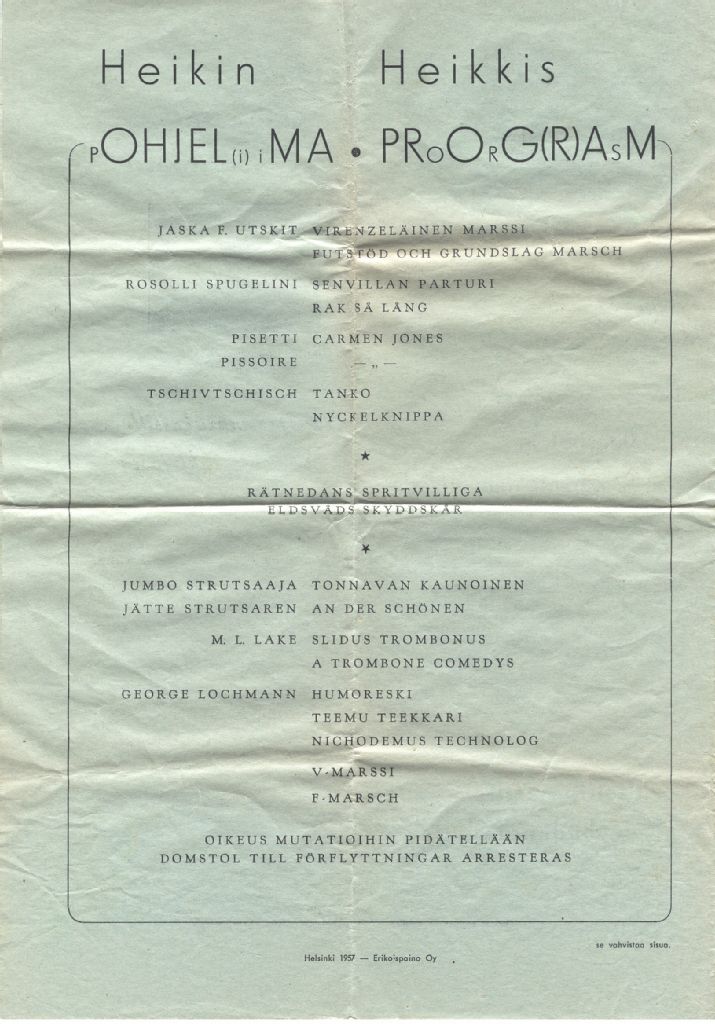 Heikin Heikkis
pOHJEL(i) i MA • PRoORG(R)AsM
JASKA F. UTSKIT VIRENZELÄINEN MARSSI
FUTSTÖD OCH GRUNDSLAG MARSCH
ROSOLLI SPUGELINI SENVILLAN PARTURI
RAK SÅ LÅNG
PISETTI CARMEN JONES
PISSOIRE — „ —
TSCHIVTSCHISCH TANKO
NYCKELKNIPPA
★
RÄTNEDANS SPRITVILLIGA
ELDSVÅDS SKYDDSKÅR
★
JUMBO STRUTSAAJA TONNAVAN KAUNOINEN
JÄTTE STRUTSAREN AN DER SCHÖNEN
M. L. LAKE SLIDUS TROMBONUS
A TROMBONE COMEDYS
GEORGE LOCHMANN HUMORESKI
TEEMU TEEKKARI
NICHODEMUS TECHNOLOG
V-MARSSI
F-MARSCH
OIKEUS MUTATIOIHIN PIDÄTELLÄÄN
DOMSTOL TILL FÖRFLYTTNINGAR ARRESTERAS
se vahvistaa sisua.
Helsinki 1957 — Erikoispaino Oy